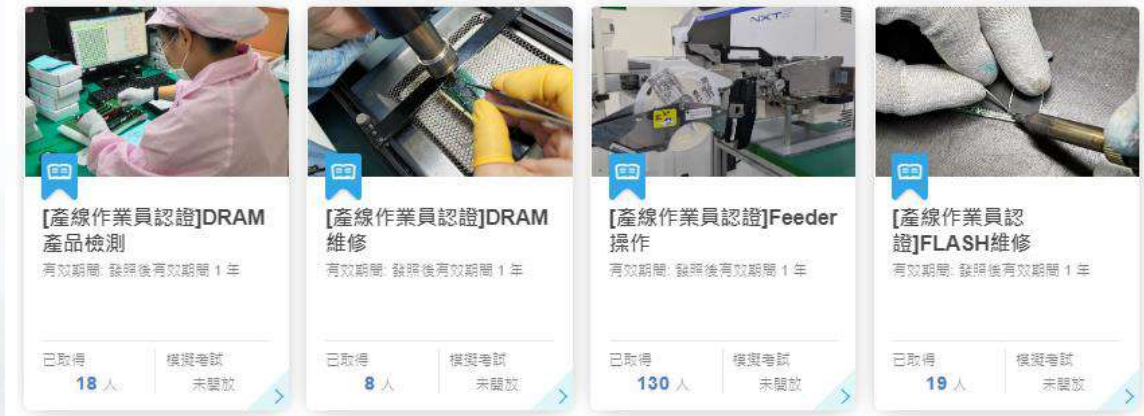 NXT
[產線作業員認證]DRAM
產品檢測
有效期間: 發照後有效期間 1 年
已取得
模擬考試
18 人
未開放
[產線作業員認證]DRAM
維修
有效期間: 發照後有效期間 1 年
已取得
模擬考試
8 人
未開放
[產線作業員認證]Feeder
操作
有效期間: 發照後有效期間 1 年
已取得
模擬考試
130 人
未開放
[產線作業員認
證]FLASH維修
有效期間: 發照後有效期間 1 年
已取得
模擬考試
19 人
未開放